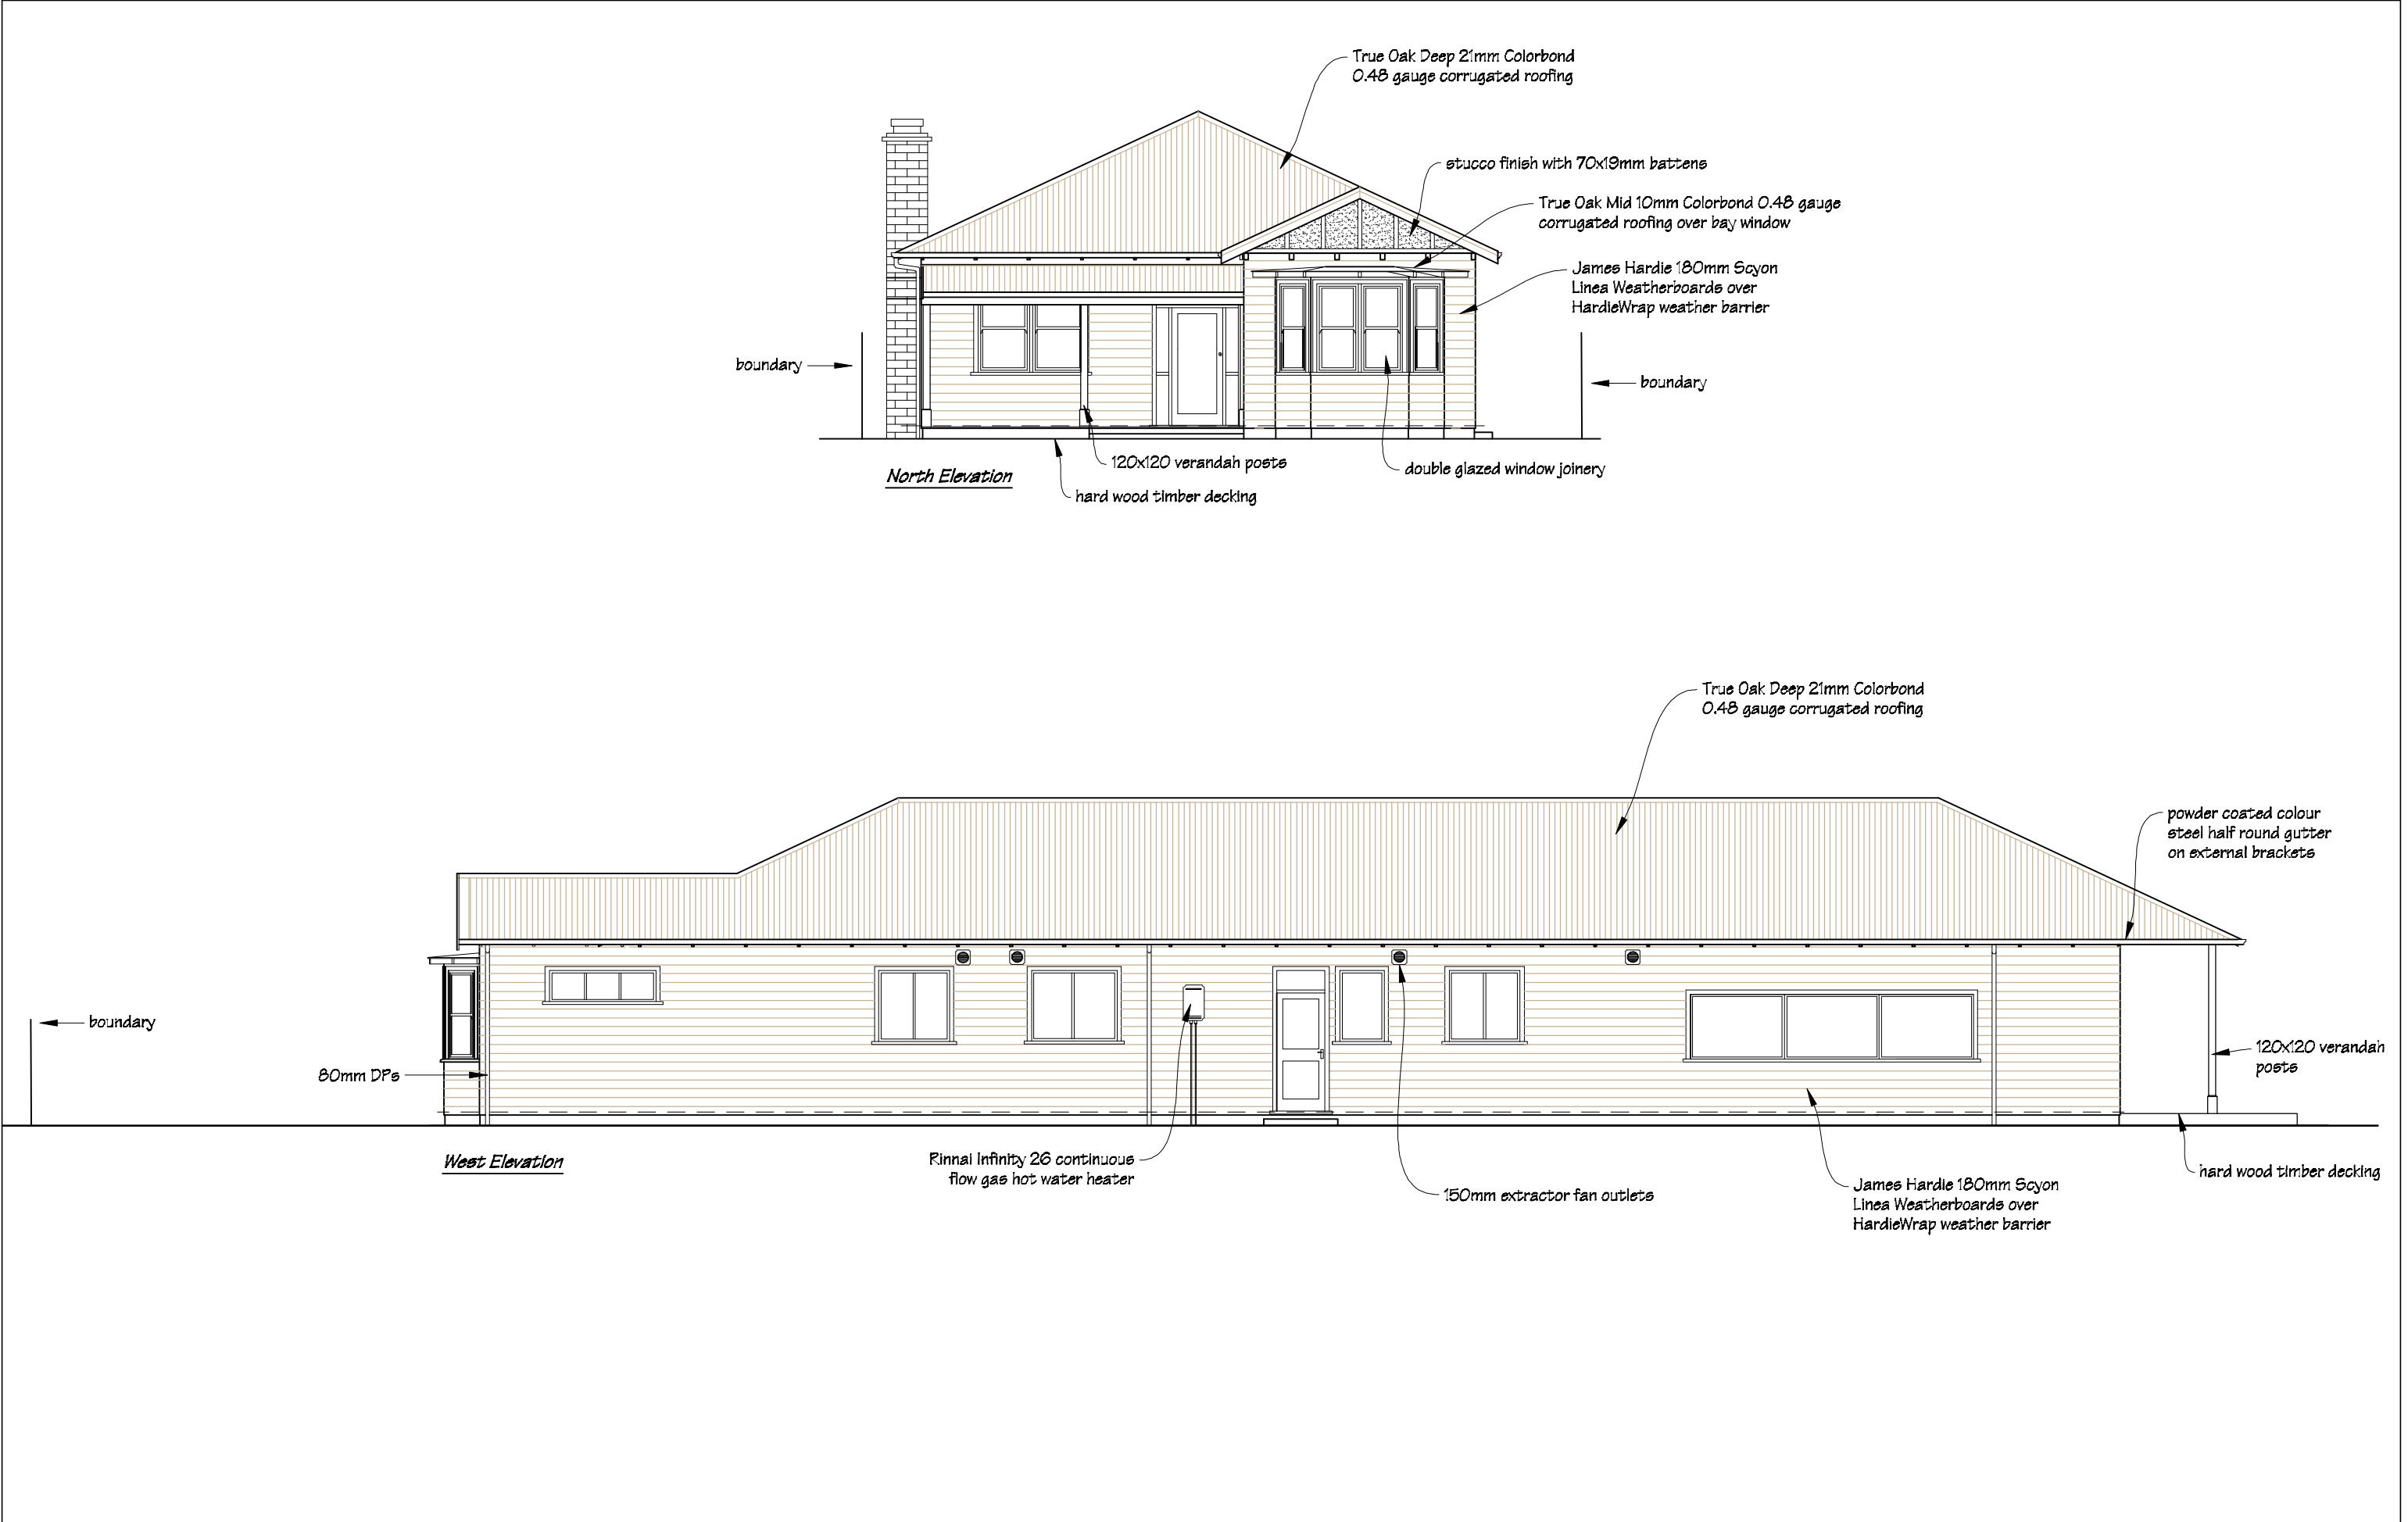 True Oak Deep 21mm Colorbond
0.48 gauge corrugated roofing
stucco finish with 70x19mm battens
True Oak Mid 10mm Colorbond 0.48 gauge
corrugated roofing over bay window
James Hardie 180mm Scyon
Linea Weatherboards over
HardieWrap weather barrier
boundary
boundary
120x120 verandah posts
double glazed window joinery
North Elevation
hard wood timber decking
True Oak Deep 21mm Colorbond
0.48 gauge corrugated roofing
powder coated colour
steel half round gutter
on external brackets
boundary
80mm DPs
120x120 verandah
posts
West Elevation
Rinnai Infinity 26 continuous
flow gas hot water heater
150mm extractor fan outlets
James Hardie 180mm Scyon
Linea Weatherboards over
HardieWrap weather barrier
hard wood timber decking